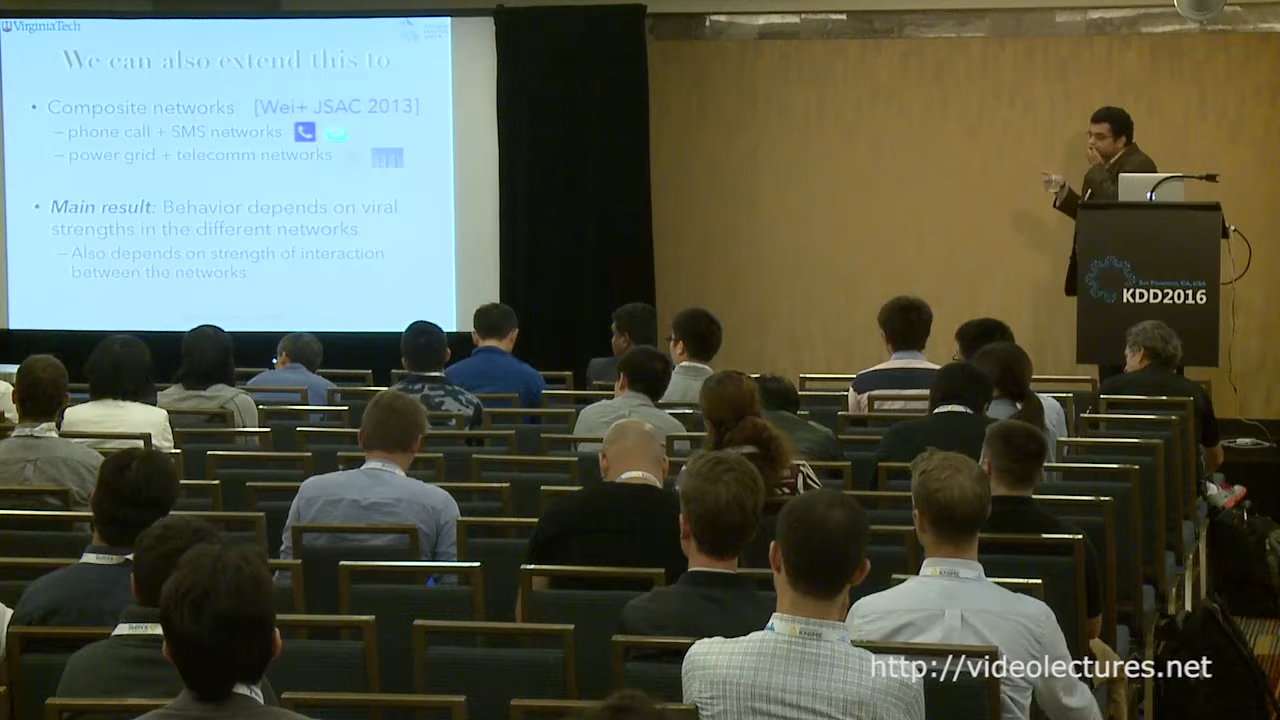 VirginiaTech
We can also extend this to
• Composite networks [Wei+ JSAC 2013]
– phone call + SMS networks
– power grid + telecomm networks
• Main result: Behavior depends on viral
strengths in the different networks
– Also depends on strength of interaction
between the networks
KDD2016
KNIME
KNIME
http://videolectures.net